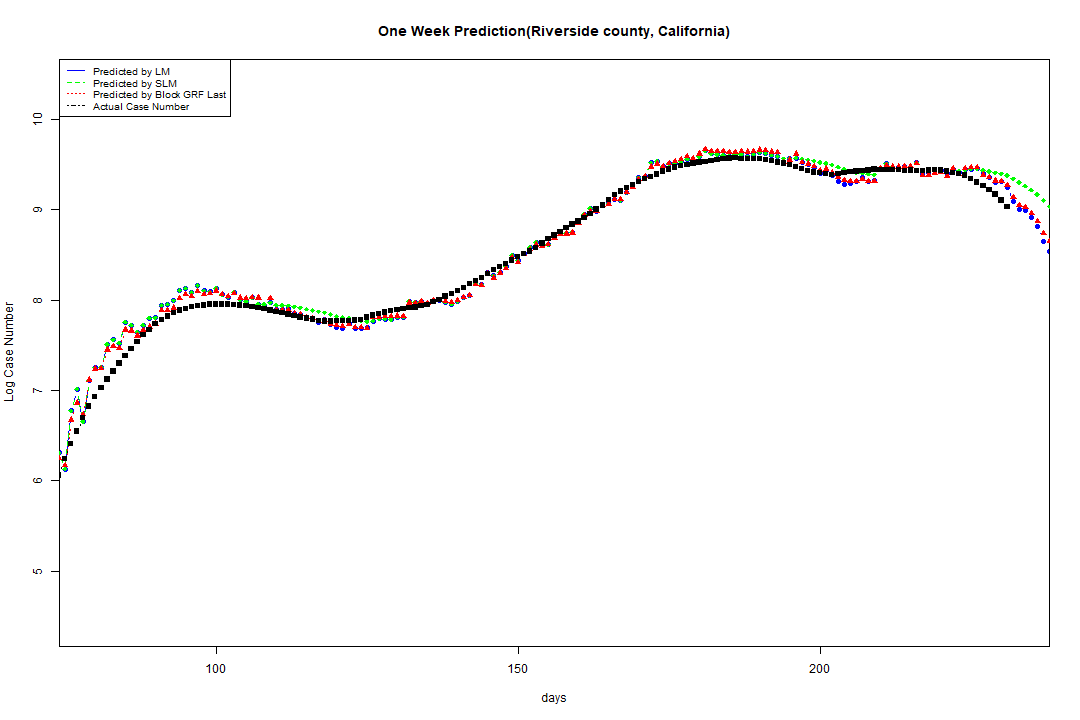 One Week Prediction(Riverside county, California)
Predicted by LM
Predicted by SLM
Predicted by Block GRF Last
Actual Case Number
10
9
8
7
6
5
Log Case Number
100 150 200
days